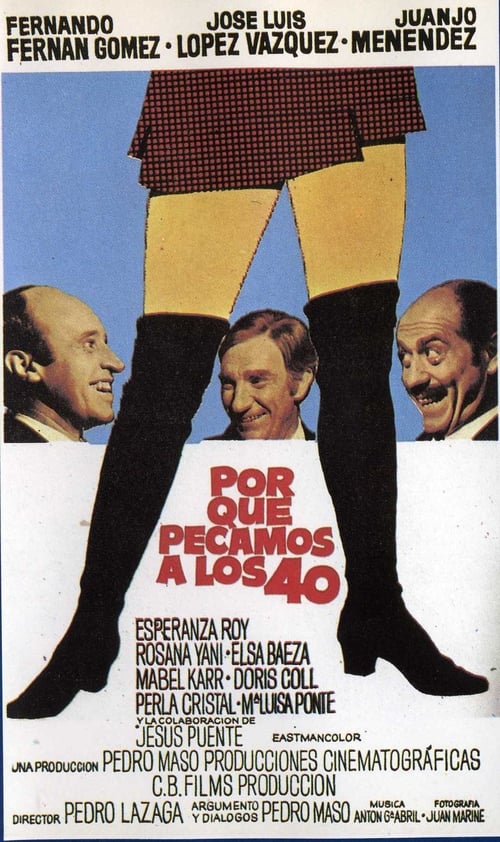 FERNANDO JOSE LUIS JUANJO
FERNAN GOMEZ · LOPEZ VAZQUEZ · MENENDEZ
POR
QUE
PECAMOS
A LOS 40
ESPERANZA ROY
ROSANA YANI · ELSA BAEZA
MABEL KARR · DORIS COLL
PERLA CRISTAL · Mª LUISA PONTE
Y LA COLABORACION DE
JESUS PUENTE EASTMANCOLOR
UNA PRODUCCION PEDRO MASO PRODUCCIONES CINEMATOGRÁFICAS
C.B. FILMS PRODUCCION
DIRECTOR PEDRO LAZAGA ARGUMENTO Y DIALOGOS PEDRO MASO MUSICA ANTON Gª ABRIL · FOTOGRAFIA JUAN MARINE